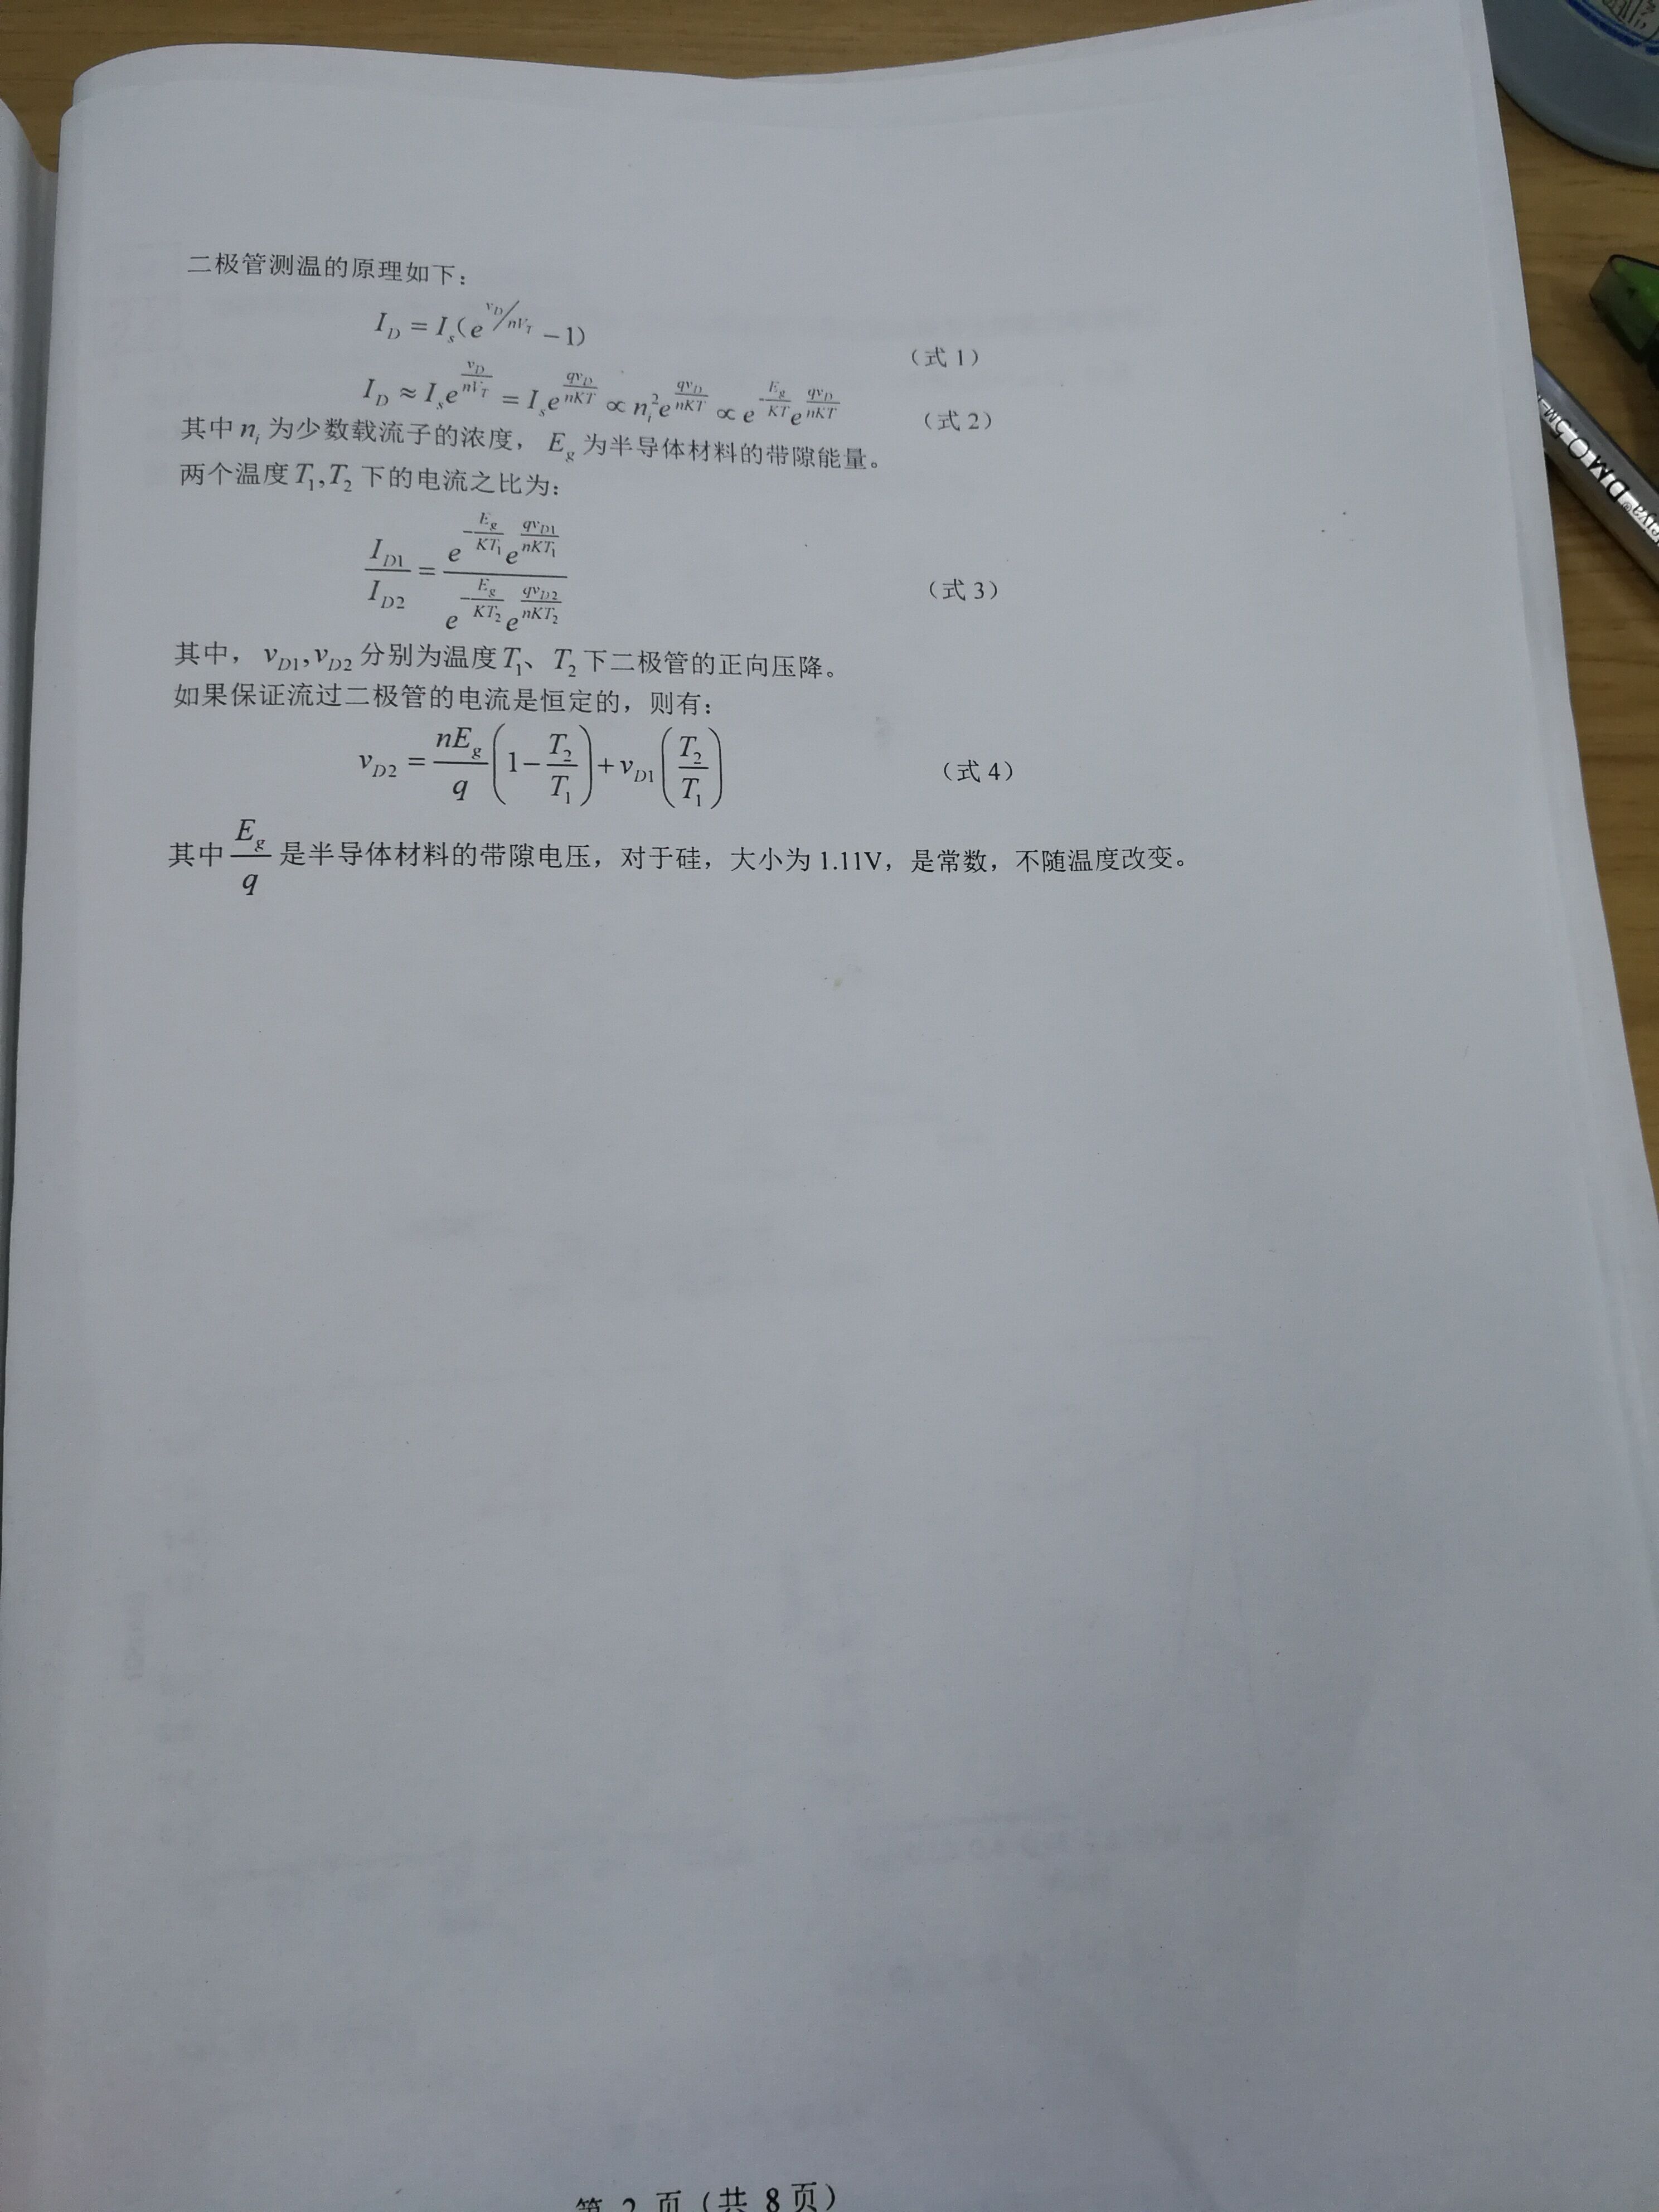 二极管测温的原理如下：
I_D = I_s(e^{v_D/nV_T} − 1) （式 1）
I_D ≈ I_s e^{\frac{v_D}{nV_T}} = I_s e^{\frac{qv_D}{nKT}} ∝ n_i^2 e^{\frac{qv_D}{nKT}} ∝ e^{-\frac{E_g}{KT}} e^{\frac{qv_D}{nKT}} （式 2）
其中 n_i 为少数载流子的浓度， E_g 为半导体材料的带隙能量。
两个温度 T_1, T_2 下的电流之比为：
\frac{I_{D1}}{I_{D2}} = \frac{e^{-\frac{E_g}{KT_1}} e^{\frac{qv_{D1}}{nKT_1}}}{e^{-\frac{E_g}{KT_2}} e^{\frac{qv_{D2}}{nKT_2}}} （式 3）
其中， v_{D1}, v_{D2} 分别为温度 T_1、 T_2 下二极管的正向压降。
如果保证流过二极管的电流是恒定的，则有：
v_{D2} = \frac{nE_g}{q} \left(1 − \frac{T_2}{T_1}\right) + v_{D1} \left(\frac{T_2}{T_1}\right) （式 4）
其中 \frac{E_g}{q} 是半导体材料的带隙电压，对于硅，大小为 1.11V，是常数，不随温度改变。
第 2 页（共 8 页）